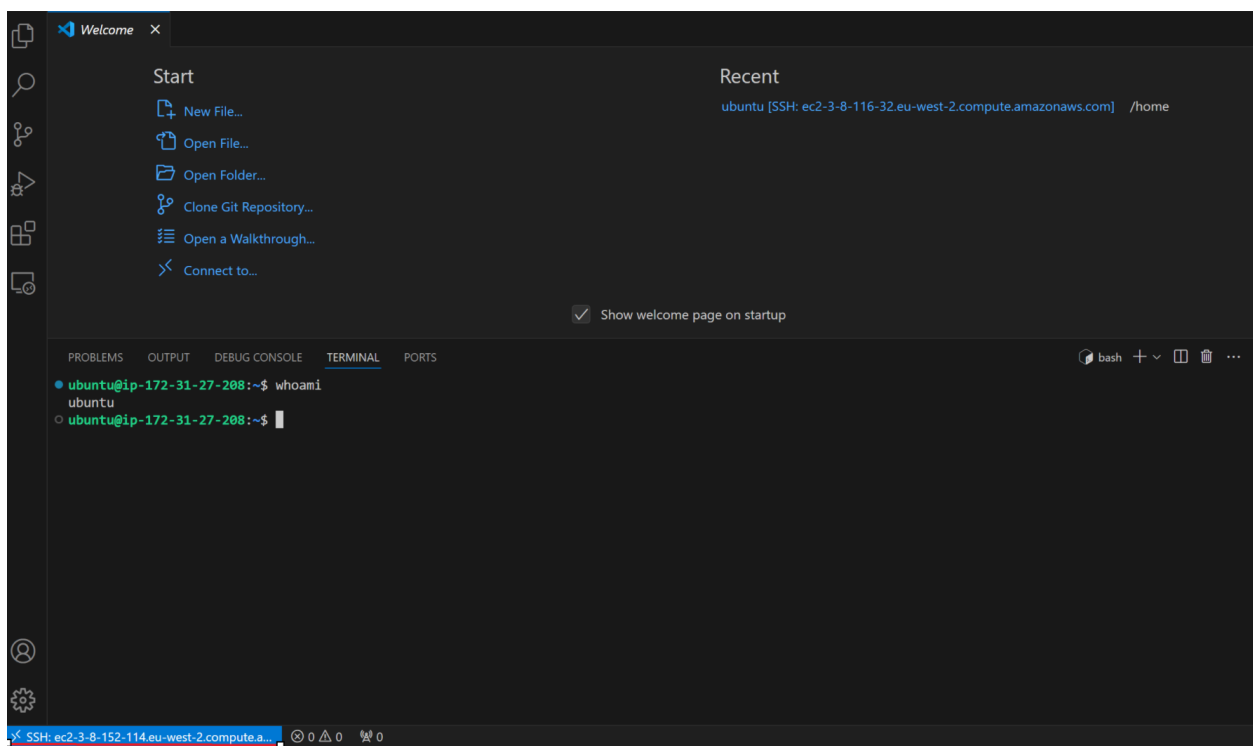 Welcome
Start
New File...
Open File...
Open Folder...
Clone Git Repository...
Open a Walkthrough...
Connect to...
Recent
ubuntu [SSH: ec2-3-8-116-32.eu-west-2.compute.amazonaws.com] /home
Show welcome page on startup
PROBLEMS OUTPUT DEBUG CONSOLE TERMINAL PORTS
bash
ubuntu@ip-172-31-27-208:~$ whoami
ubuntu
ubuntu@ip-172-31-27-208:~$
SSH: ec2-3-8-152-114.eu-west-2.compute.a... 0 0 0